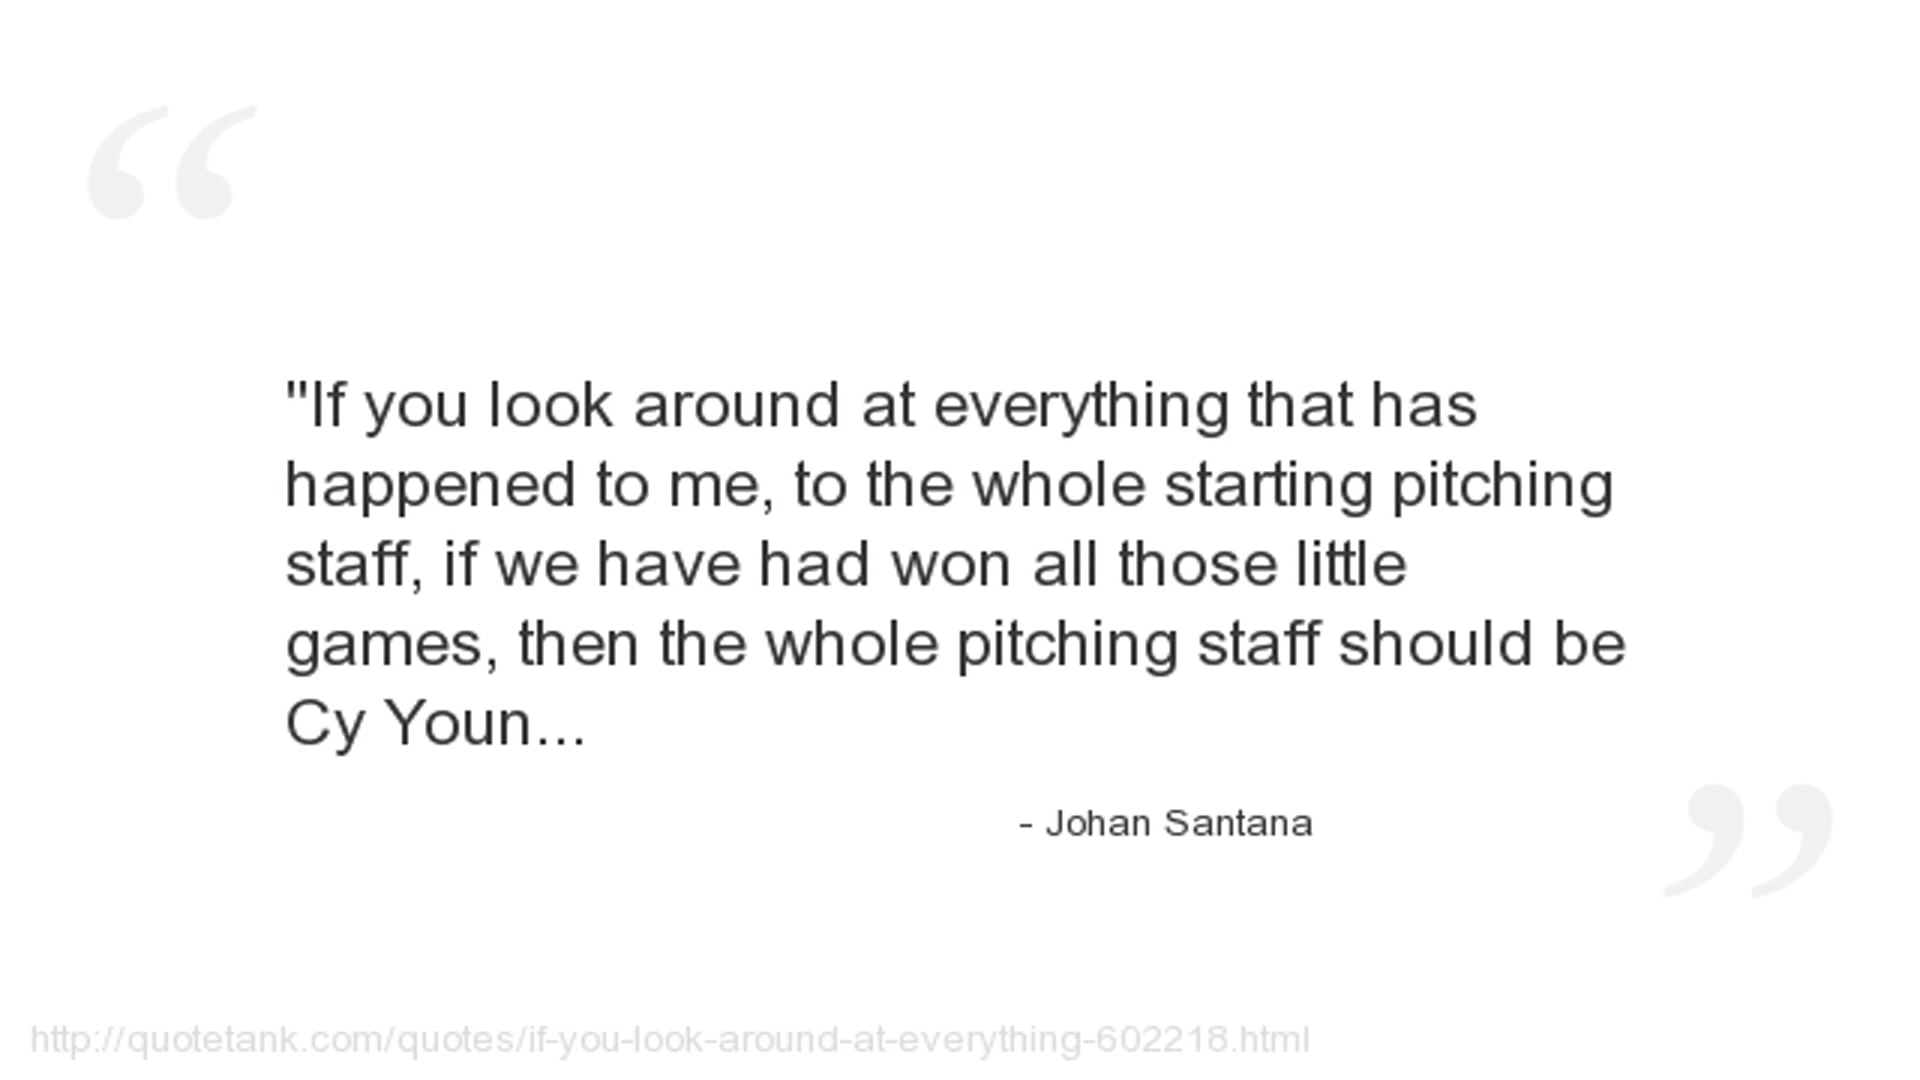 "If you look around at everything that has
happened to me, to the whole starting pitching
staff, if we have had won all those little
games, then the whole pitching staff should be
Cy Youn...
- Johan Santana
http://quotetank.com/quotes/if-you-look-around-at-everything-602218.html